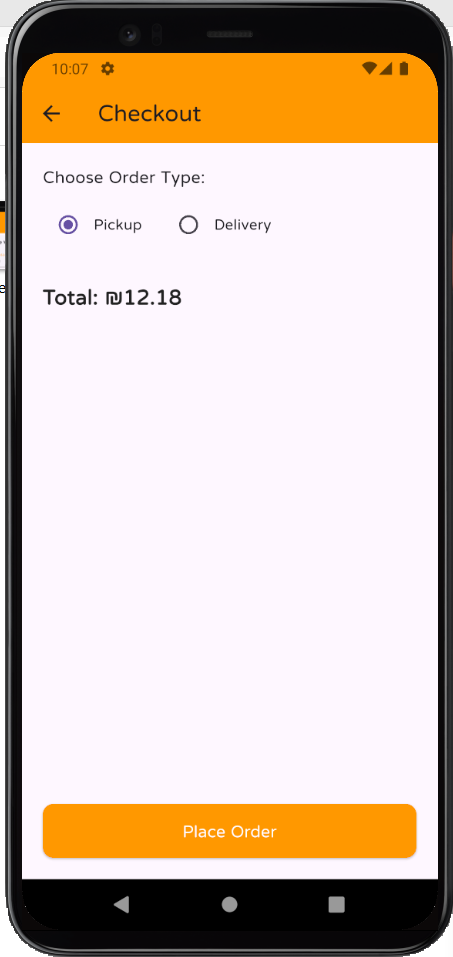 10:07
Checkout
Choose Order Type:
Pickup Delivery
Total: ₪12.18
Place Order